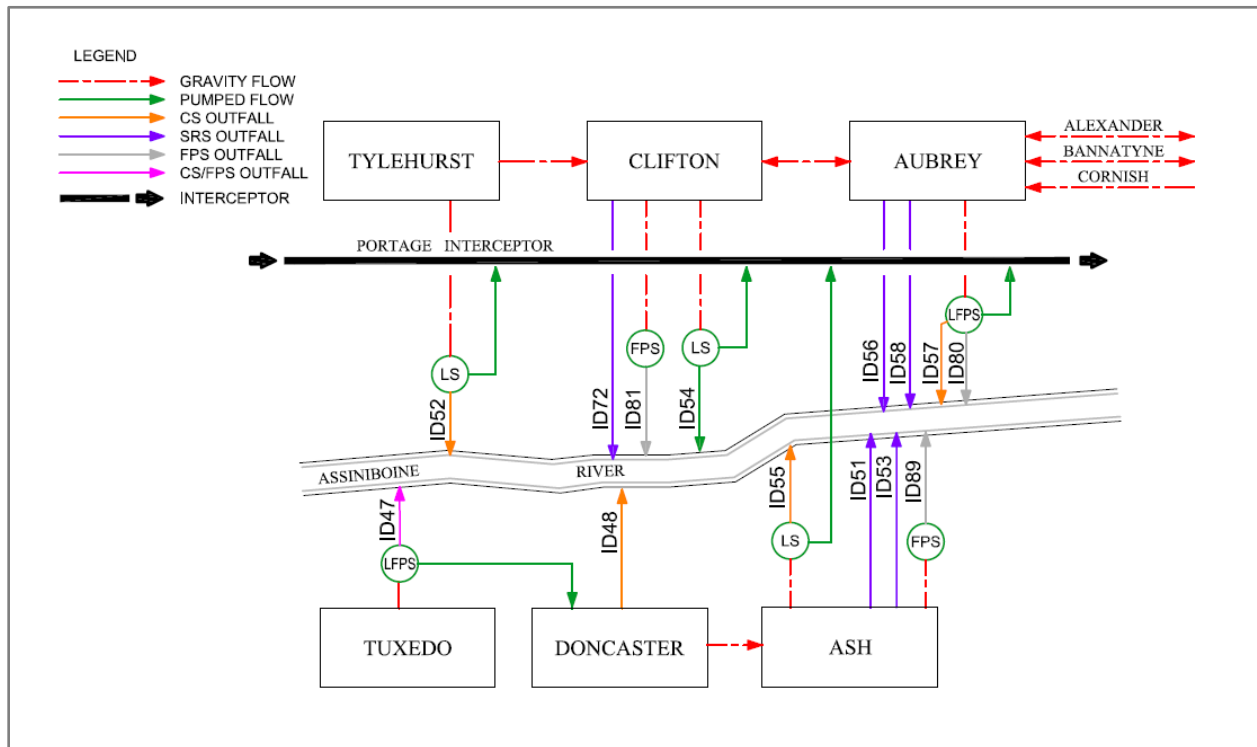 LEGEND
GRAVITY FLOW
PUMPED FLOW
CS OUTFALL
SRS OUTFALL
FPS OUTFALL
CS/FPS OUTFALL
INTERCEPTOR
TYLEHURST
CLIFTON
AUBREY
ALEXANDER
BANNATYNE
CORNISH
PORTAGE INTERCEPTOR
LS
FPS
LS
LFPS
ID52
ID72
ID81
ID54
ID56
ID58
ID57
ID80
ASSINIBOINE RIVER
ID47
ID48
ID55
ID51
ID53
ID89
LFPS
LS
FPS
TUXEDO
DONCASTER
ASH